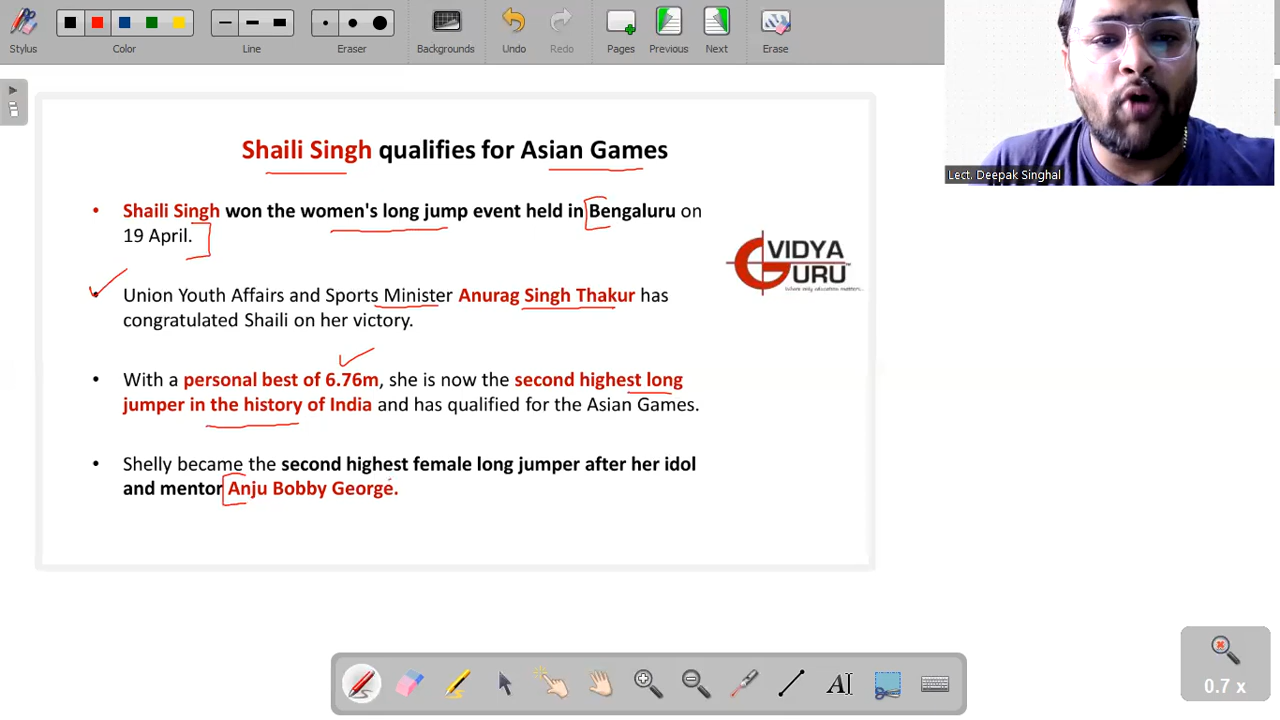 Stylus
Color
Line
Eraser
Backgrounds
Undo
Redo
Pages
Previous
Next
Erase
Lect. Deepak Singhal
Shaili Singh qualifies for Asian Games
• Shaili Singh won the women's long jump event held in Bengaluru on
19 April.
VIDYA
GURU
Where only education matters...
• Union Youth Affairs and Sports Minister Anurag Singh Thakur has
congratulated Shaili on her victory.
• With a personal best of 6.76m, she is now the second highest long
jumper in the history of India and has qualified for the Asian Games.
• Shelly became the second highest female long jumper after her idol
and mentor Anju Bobby George.
0.7 x